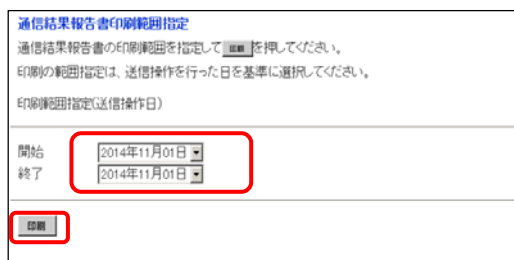 通信結果報告書印刷範囲指定
通信結果報告書の印刷範囲を指定して 印刷 を押してください。
印刷の範囲指定は、送信操作を行った日を基準に選択してください。
印刷範囲指定(送信操作日)
開始 2014年11月01日
終了 2014年11月01日
印刷